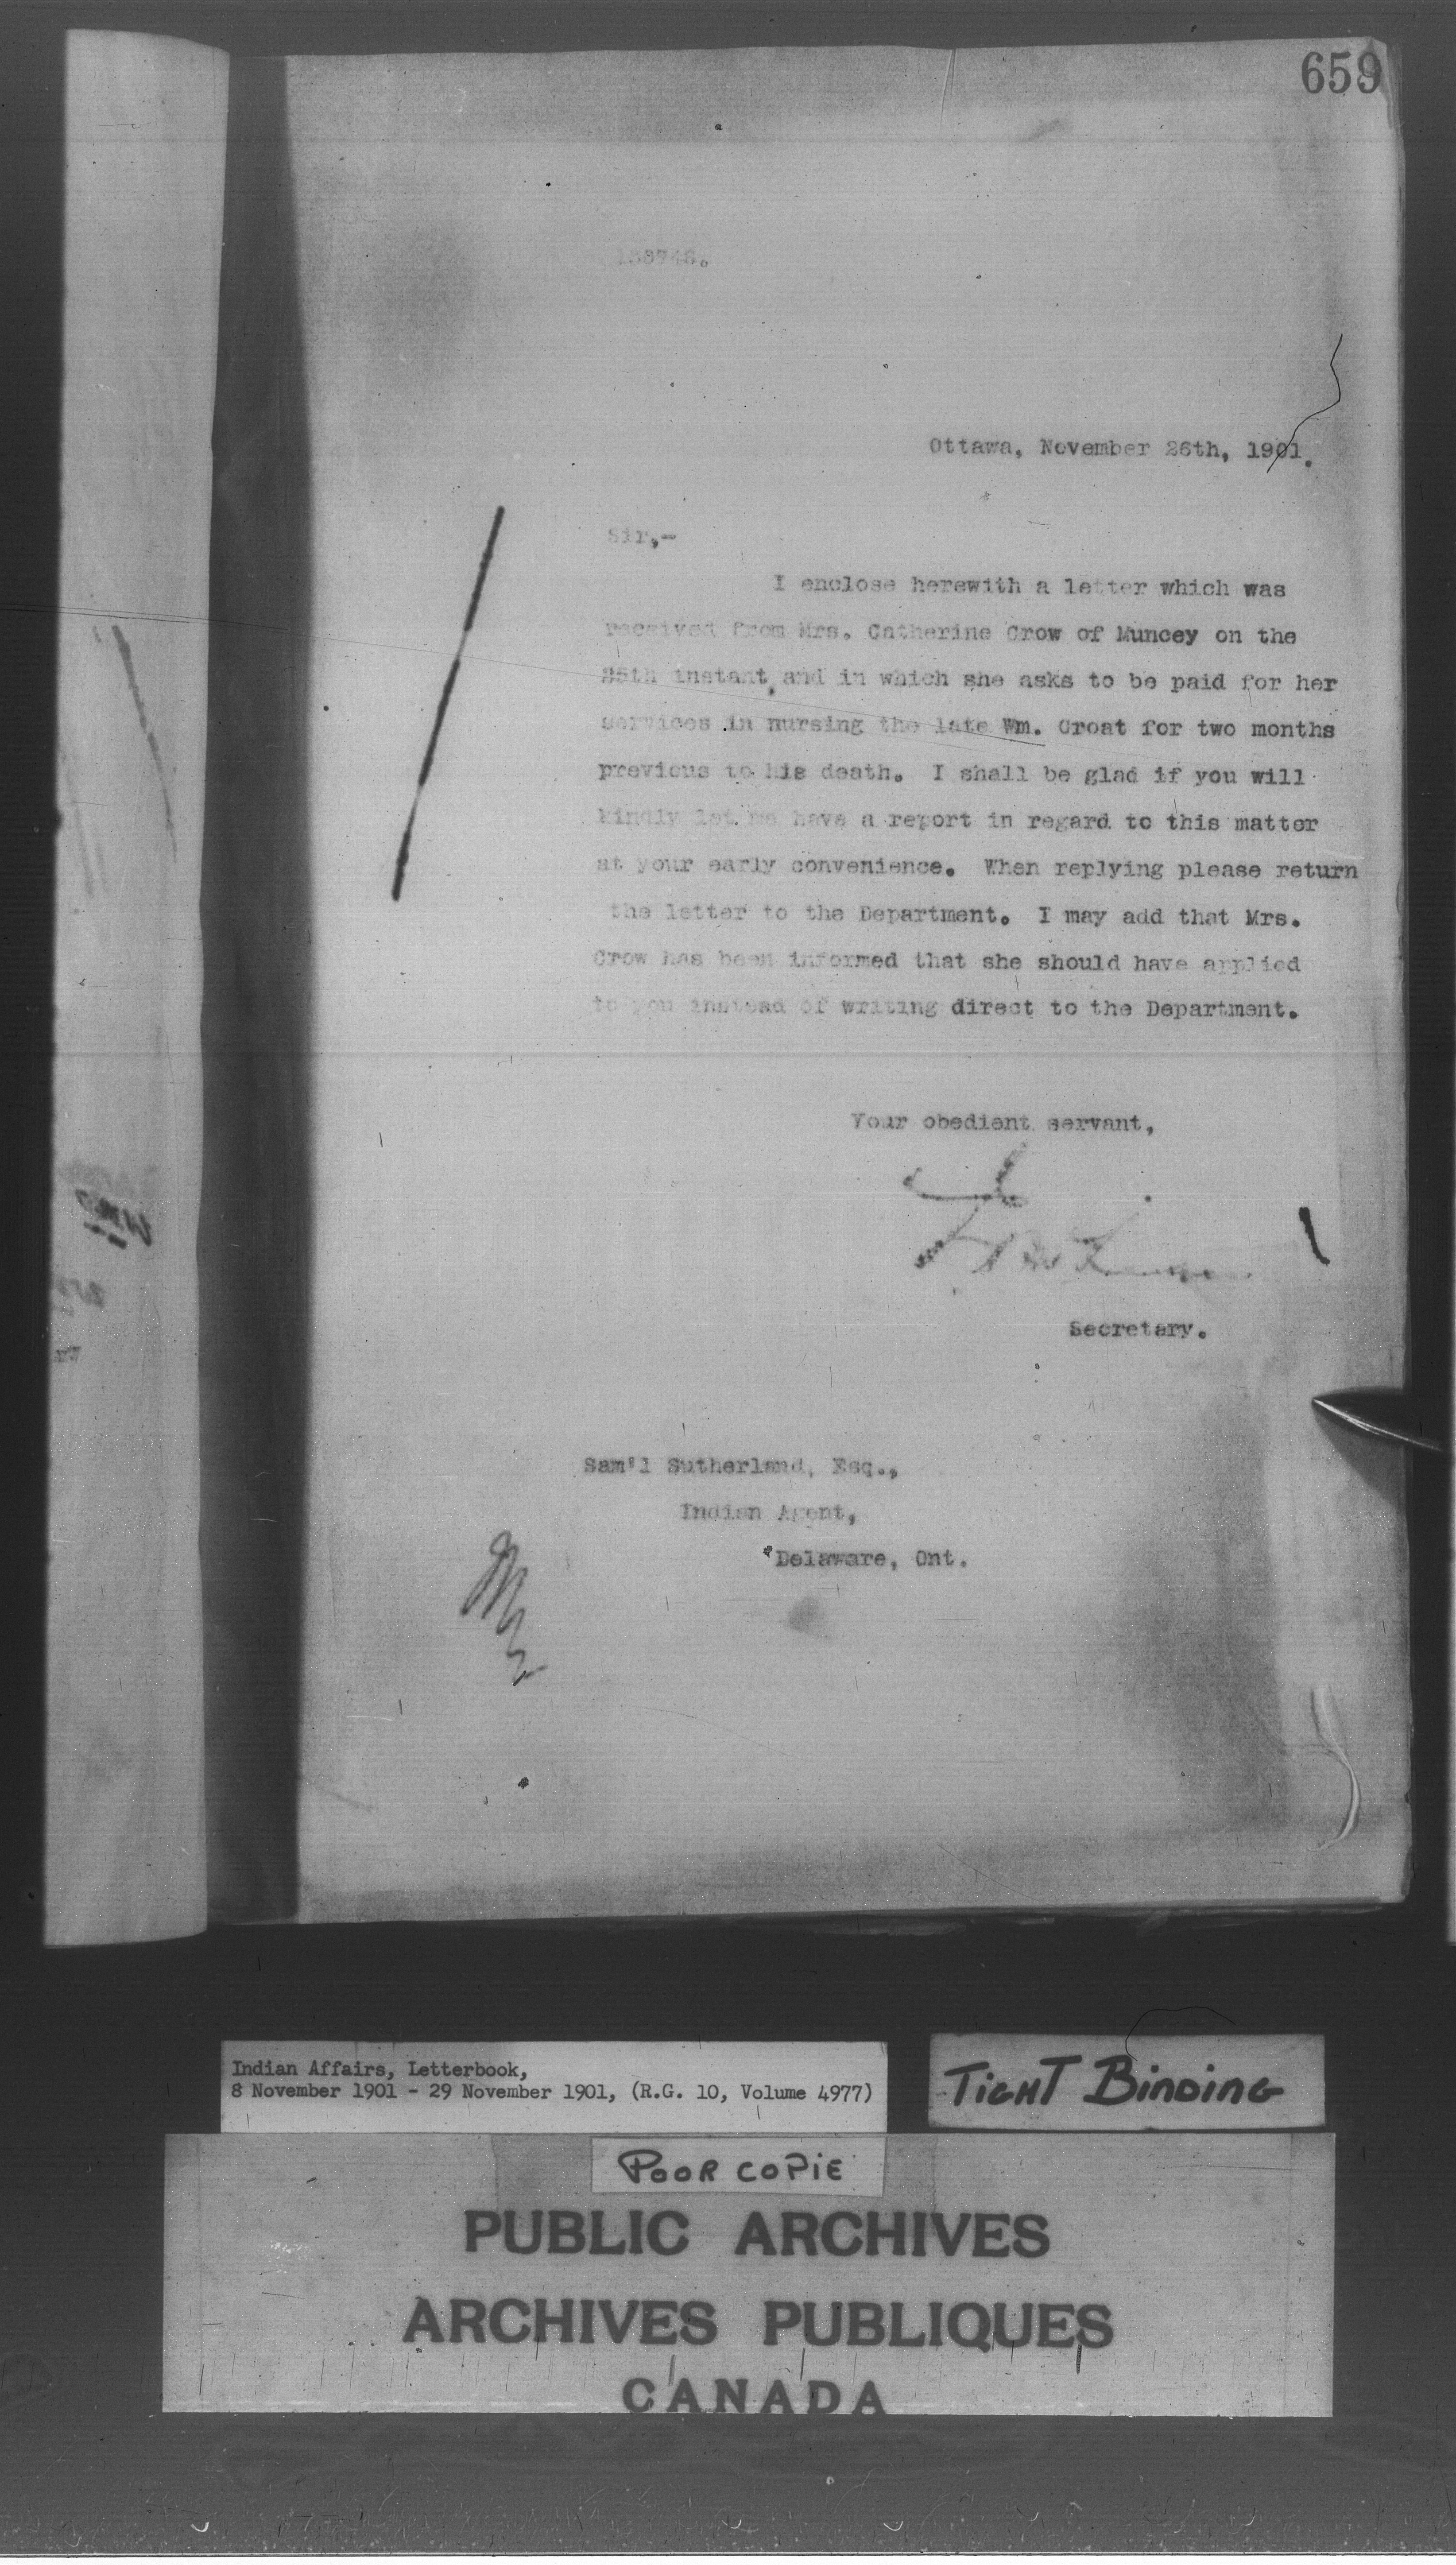 659
Ottawa, November 26th, 1901.
Sir,-
I enclose herewith a letter which was
received from Mrs. Catherine Crow of Muncey on the
25th instant, and in which she asks to be paid for her
services in nursing the late Wm. Croat for two months
previous to his death. I shall be glad if you will
kindly let me have a report in regard to this matter
at your early convenience. When replying please return
the letter to the Department. I may add that Mrs.
Crow has been informed that she should have applied
to you instead of writing direct to the Department.
Your obedient servant,
Secretary.
Sam'l Sutherland, Esq.,
Indian Agent,
Delaware, Ont.
Indian Affairs, Letterbook,
8 November 1901 - 29 November 1901, (R.G. 10, Volume 4977)
TIGHT BINDING
POOR COPIE
PUBLIC ARCHIVES
ARCHIVES PUBLIQUES
CANADA